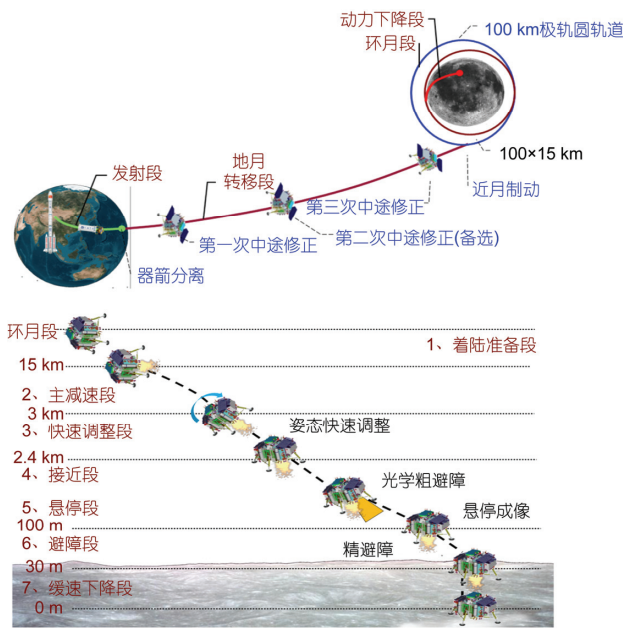 动力下降段
环月段
100 km极轨圆轨道
100×15 km
近月制动
发射段
地月
转移段
第三次中途修正
第一次中途修正
第二次中途修正(备选)
器箭分离
环月段
1、着陆准备段
15 km
2、主减速段
3 km
3、快速调整段
姿态快速调整
2.4 km
4、接近段
光学粗避障
5、悬停段
悬停成像
100 m
6、避障段
精避障
30 m
7、缓速下降段
0 m